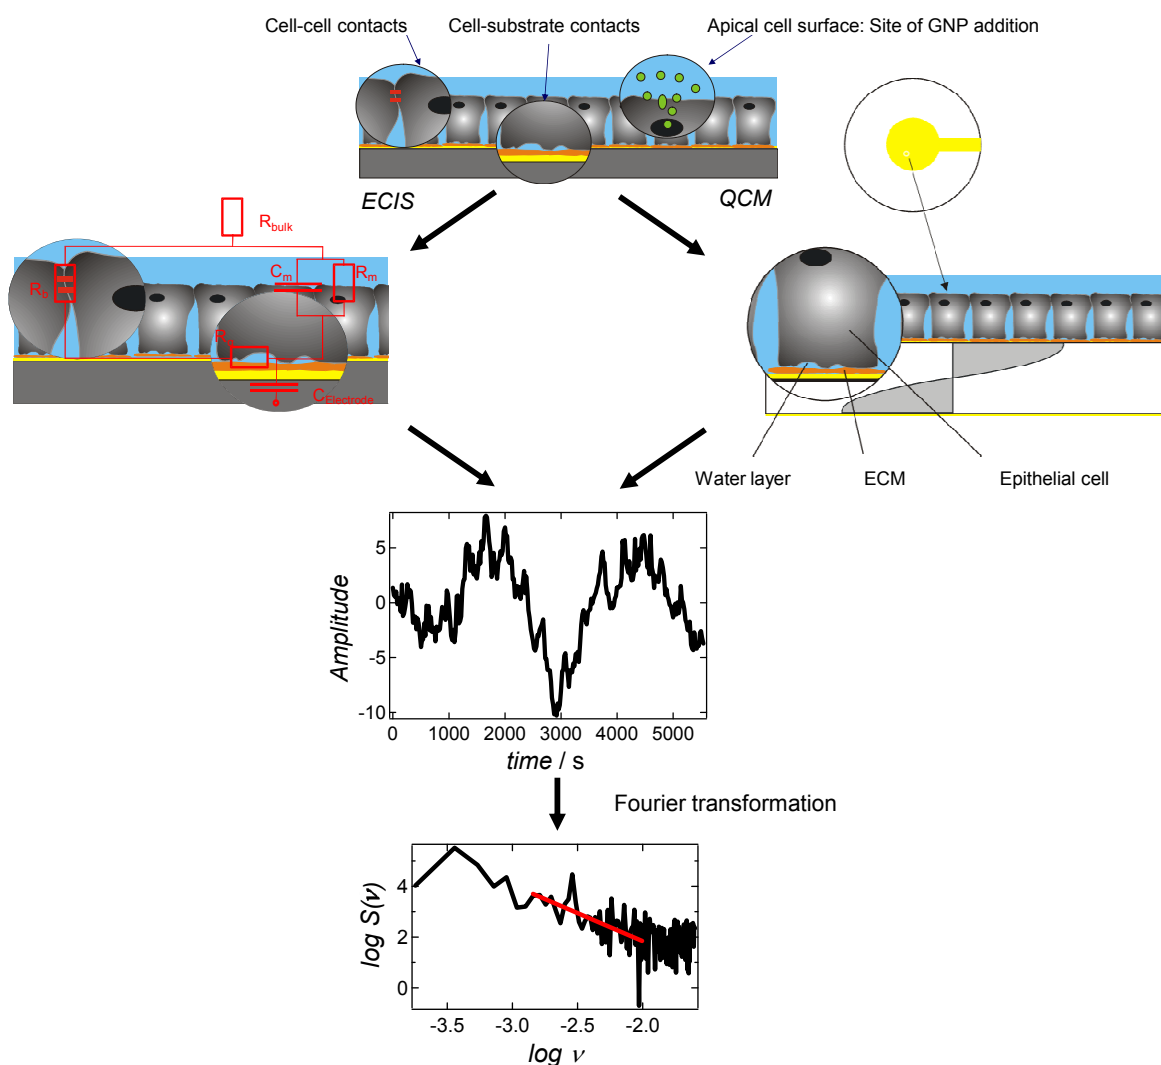 Cell-cell contacts
Cell-substrate contacts
Apical cell surface: Site of GNP addition
ECIS
QCM
R_bulk
C_m
R_m
R_b
C_Electrode
Water layer
ECM
Epithelial cell
5
0
-5
-10
Amplitude
0 1000 2000 3000 4000 5000
time / s
Fourier transformation
4
2
0
log S(ν)
-3.5 -3.0 -2.5 -2.0
log ν